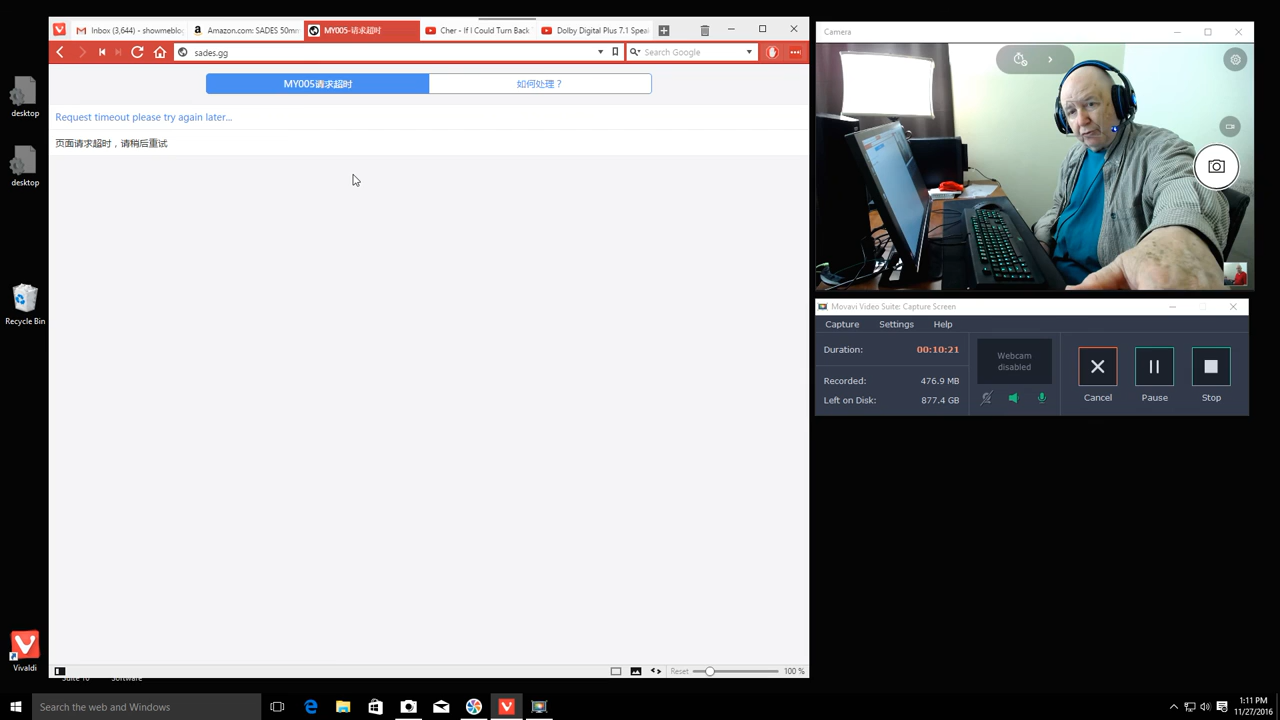 Inbox (3,644) - showmeblog
Amazon.com: SADES 50mm
MY005-请求超时
Cher - If I Could Turn Back
Dolby Digital Plus 7.1 Speak
sades.gg
Search Google
MY005请求超时
如何处理？
Request timeout please try again later...
页面请求超时，请稍后重试
Reset
100 %
Camera
Movavi Video Suite: Capture Screen
Capture
Settings
Help
Duration:
00:10:21
Recorded:
476.9 MB
Left on Disk:
877.4 GB
Webcam
disabled
Cancel
Pause
Stop
desktop
desktop
Recycle Bin
Vivaldi
Search the web and Windows
1:11 PM
11/27/2016